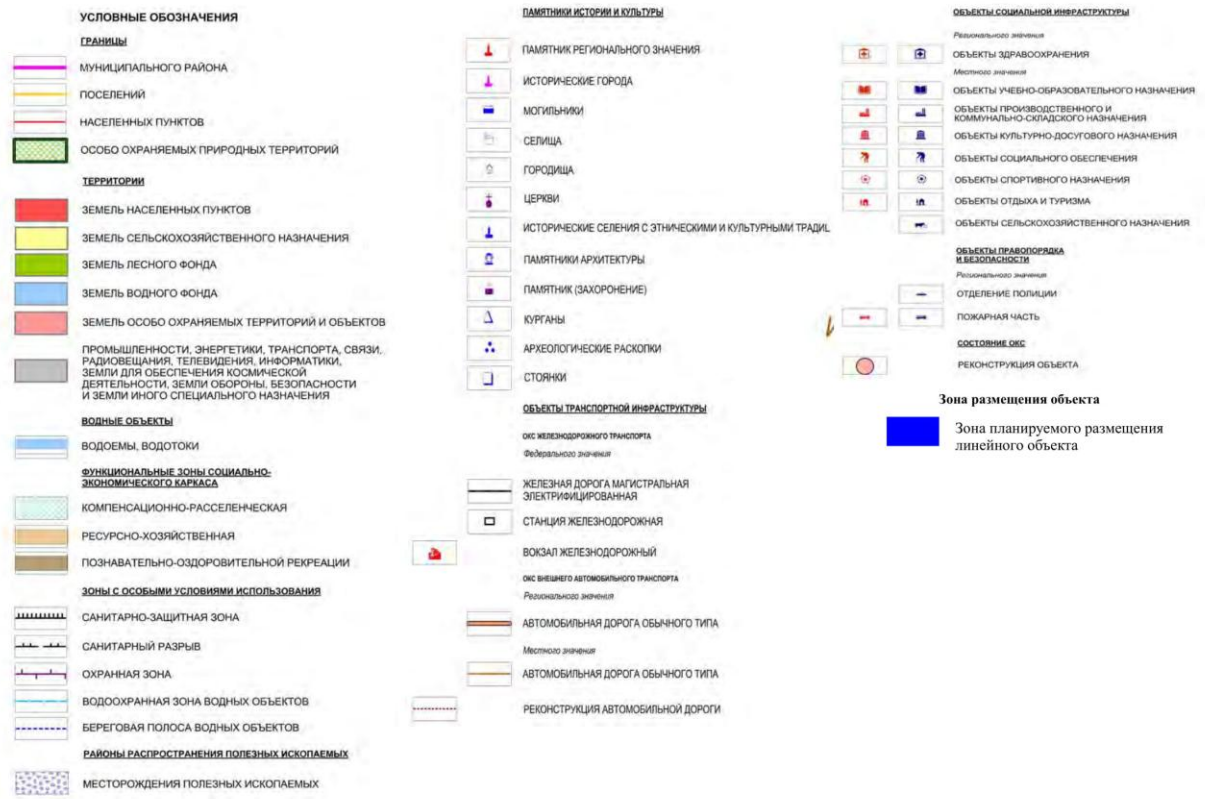 УСЛОВНЫЕ ОБОЗНАЧЕНИЯ
ГРАНИЦЫ
МУНИЦИПАЛЬНОГО РАЙОНА
ПОСЕЛЕНИЙ
НАСЕЛЕННЫХ ПУНКТОВ
ОСОБО ОХРАНЯЕМЫХ ПРИРОДНЫХ ТЕРРИТОРИЙ
ТЕРРИТОРИИ
ЗЕМЕЛЬ НАСЕЛЕННЫХ ПУНКТОВ
ЗЕМЕЛЬ СЕЛЬСКОХОЗЯЙСТВЕННОГО НАЗНАЧЕНИЯ
ЗЕМЕЛЬ ЛЕСНОГО ФОНДА
ЗЕМЕЛЬ ВОДНОГО ФОНДА
ЗЕМЕЛЬ ОСОБО ОХРАНЯЕМЫХ ТЕРРИТОРИЙ И ОБЪЕКТОВ
ПРОМЫШЛЕННОСТИ, ЭНЕРГЕТИКИ, ТРАНСПОРТА, СВЯЗИ,
РАДИОВЕЩАНИЯ, ТЕЛЕВИДЕНИЯ, ИНФОРМАТИКИ,
ЗЕМЛИ ДЛЯ ОБЕСПЕЧЕНИЯ КОСМИЧЕСКОЙ
ДЕЯТЕЛЬНОСТИ, ЗЕМЛИ ОБОРОНЫ, БЕЗОПАСНОСТИ
И ЗЕМЛИ ИНОГО СПЕЦИАЛЬНОГО НАЗНАЧЕНИЯ
ВОДНЫЕ ОБЪЕКТЫ
ВОДОЕМЫ, ВОДОТОКИ
ФУНКЦИОНАЛЬНЫЕ ЗОНЫ СОЦИАЛЬНО-
ЭКОНОМИЧЕСКОГО КАРКАСА
КОМПЕНСАЦИОННО-РАССЕЛЕНЧЕСКАЯ
РЕСУРСНО-ХОЗЯЙСТВЕННАЯ
ПОЗНАВАТЕЛЬНО-ОЗДОРОВИТЕЛЬНОЙ РЕКРЕАЦИИ
ЗОНЫ С ОСОБЫМИ УСЛОВИЯМИ ИСПОЛЬЗОВАНИЯ
САНИТАРНО-ЗАЩИТНАЯ ЗОНА
САНИТАРНЫЙ РАЗРЫВ
ОХРАННАЯ ЗОНА
ВОДООХРАННАЯ ЗОНА ВОДНЫХ ОБЪЕКТОВ
БЕРЕГОВАЯ ПОЛОСА ВОДНЫХ ОБЪЕКТОВ
РАЙОНЫ РАСПРОСТРАНЕНИЯ ПОЛЕЗНЫХ ИСКОПАЕМЫХ
МЕСТОРОЖДЕНИЯ ПОЛЕЗНЫХ ИСКОПАЕМЫХ
ПАМЯТНИКИ ИСТОРИИ И КУЛЬТУРЫ
ПАМЯТНИК РЕГИОНАЛЬНОГО ЗНАЧЕНИЯ
ИСТОРИЧЕСКИЕ ГОРОДА
МОГИЛЬНИКИ
СЕЛИЩА
ГОРОДИЩА
ЦЕРКВИ
ИСТОРИЧЕСКИЕ СЕЛЕНИЯ С ЭТНИЧЕСКИМИ И КУЛЬТУРНЫМИ ТРАДИЦ
ПАМЯТНИКИ АРХИТЕКТУРЫ
ПАМЯТНИК (ЗАХОРОНЕНИЕ)
КУРГАНЫ
АРХЕОЛОГИЧЕСКИЕ РАСКОПКИ
СТОЯНКИ
ОБЪЕКТЫ ТРАНСПОРТНОЙ ИНФРАСТРУКТУРЫ
ОКС ЖЕЛЕЗНОДОРОЖНОГО ТРАНСПОРТА
Федерального значения
ЖЕЛЕЗНАЯ ДОРОГА МАГИСТРАЛЬНАЯ
ЭЛЕКТРИФИЦИРОВАННАЯ
СТАНЦИЯ ЖЕЛЕЗНОДОРОЖНАЯ
ВОКЗАЛ ЖЕЛЕЗНОДОРОЖНЫЙ
ОКС ВНЕШНЕГО АВТОМОБИЛЬНОГО ТРАНСПОРТА
Регионального значения
АВТОМОБИЛЬНАЯ ДОРОГА ОБЫЧНОГО ТИПА
Местного значения
АВТОМОБИЛЬНАЯ ДОРОГА ОБЫЧНОГО ТИПА
РЕКОНСТРУКЦИЯ АВТОМОБИЛЬНОЙ ДОРОГИ
ОБЪЕКТЫ СОЦИАЛЬНОЙ ИНФРАСТРУКТУРЫ
Регионального значения
ОБЪЕКТЫ ЗДРАВООХРАНЕНИЯ
Местного значения
ОБЪЕКТЫ УЧЕБНО-ОБРАЗОВАТЕЛЬНОГО НАЗНАЧЕНИЯ
ОБЪЕКТЫ ПРОИЗВОДСТВЕННОГО И
КОММУНАЛЬНО-СКЛАДСКОГО НАЗНАЧЕНИЯ
ОБЪЕКТЫ КУЛЬТУРНО-ДОСУГОВОГО НАЗНАЧЕНИЯ
ОБЪЕКТЫ СОЦИАЛЬНОГО ОБЕСПЕЧЕНИЯ
ОБЪЕКТЫ СПОРТИВНОГО НАЗНАЧЕНИЯ
ОБЪЕКТЫ ОТДЫХА И ТУРИЗМА
ОБЪЕКТЫ СЕЛЬСКОХОЗЯЙСТВЕННОГО НАЗНАЧЕНИЯ
ОБЪЕКТЫ ПРАВОПОРЯДКА
И БЕЗОПАСНОСТИ
Регионального значения
ОТДЕЛЕНИЕ ПОЛИЦИИ
ПОЖАРНАЯ ЧАСТЬ
СОСТОЯНИЕ ОКС
РЕКОНСТРУКЦИЯ ОБЪЕКТА
Зона размещения объекта
Зона планируемого размещения
линейного объекта